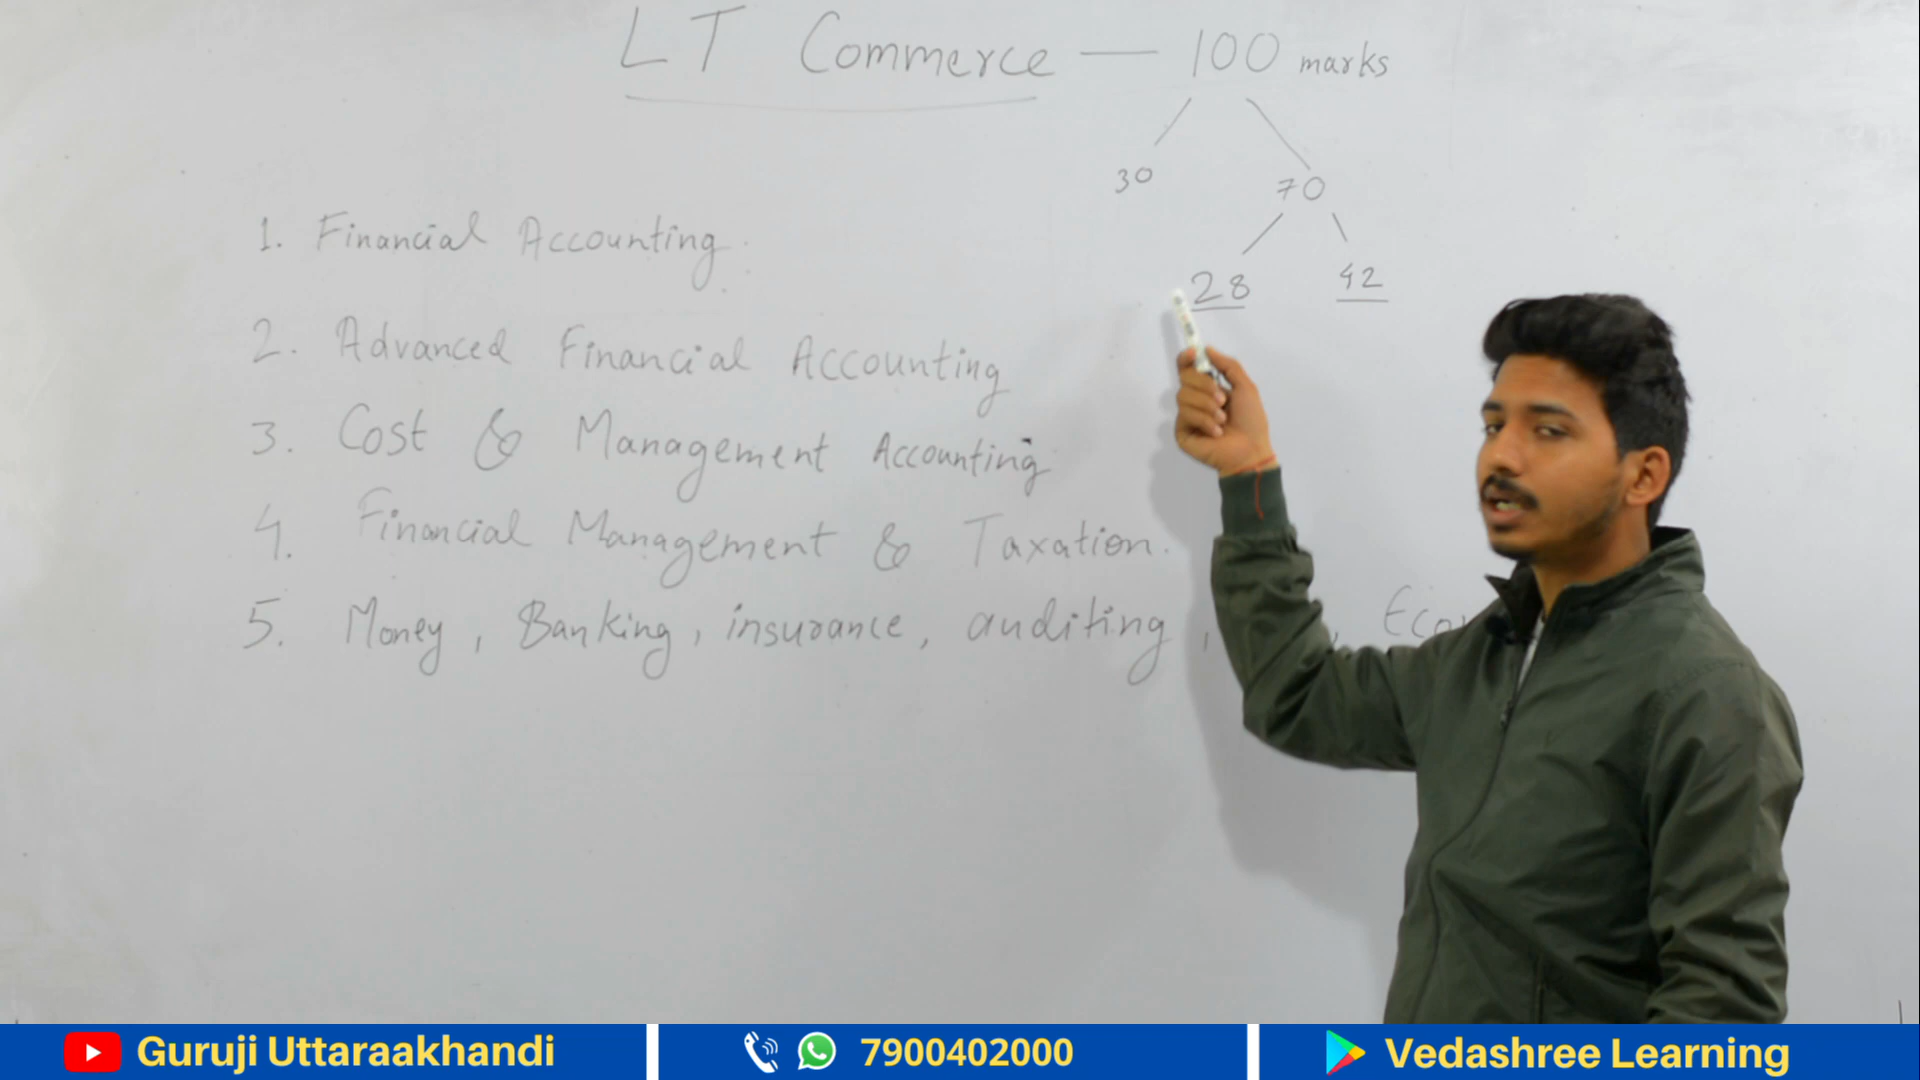 LT Commerce — 100 marks
30 70
28 42
1. Financial Accounting.
2. Advanced Financial Accounting
3. Cost & Management Accounting
4. Financial Management & Taxation.
5. Money, Banking, insurance, auditing,
Guruji Uttaraakhandi
7900402000
Vedashree Learning